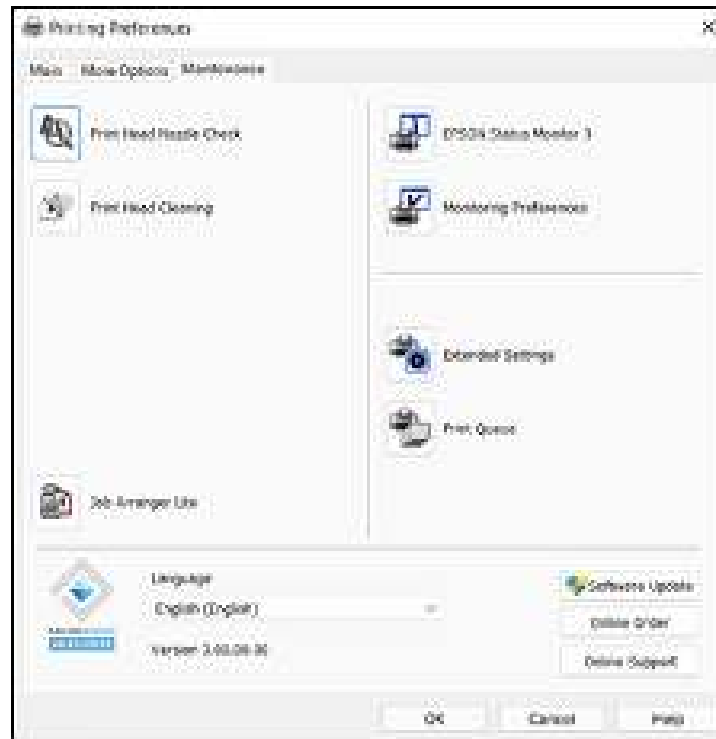 Printing Preferences
Main More Options Maintenance
Print Head Nozzle Check
EPSON Status Monitor 3
Print Head Cleaning
Monitoring Preferences
Extended Settings
Print Queue
Job Arranger Lite
Language
English (English)
Version
Software Update
Online Order
Online Support
OK Cancel Help